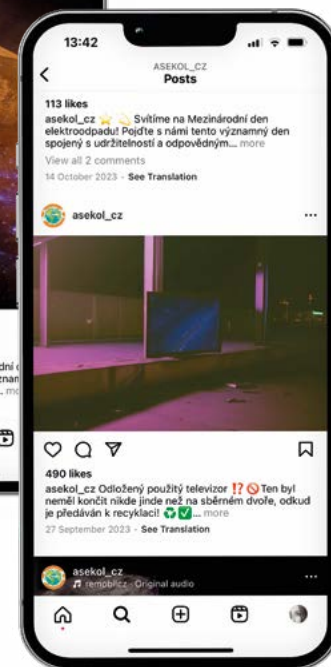 13:42
ASEKOL_CZ
Posts
113 likes
asekol_cz ⭐💫 Svítíme na Mezinárodní den
elektroodpadu! Pojďte s námi tento významný den
spojený s udržitelností a odpovědným... more
View all 2 comments
14 October 2023 · See Translation
asekol_cz
490 likes
asekol_cz Odložený použitý televizor ⁉️🚫 Ten byl
neměl končit nikde jinde než na sběrném dvoře, odkud
je předáván k recyklaci! ♻️✅... more
27 September 2023 · See Translation
asekol_cz
Original audio